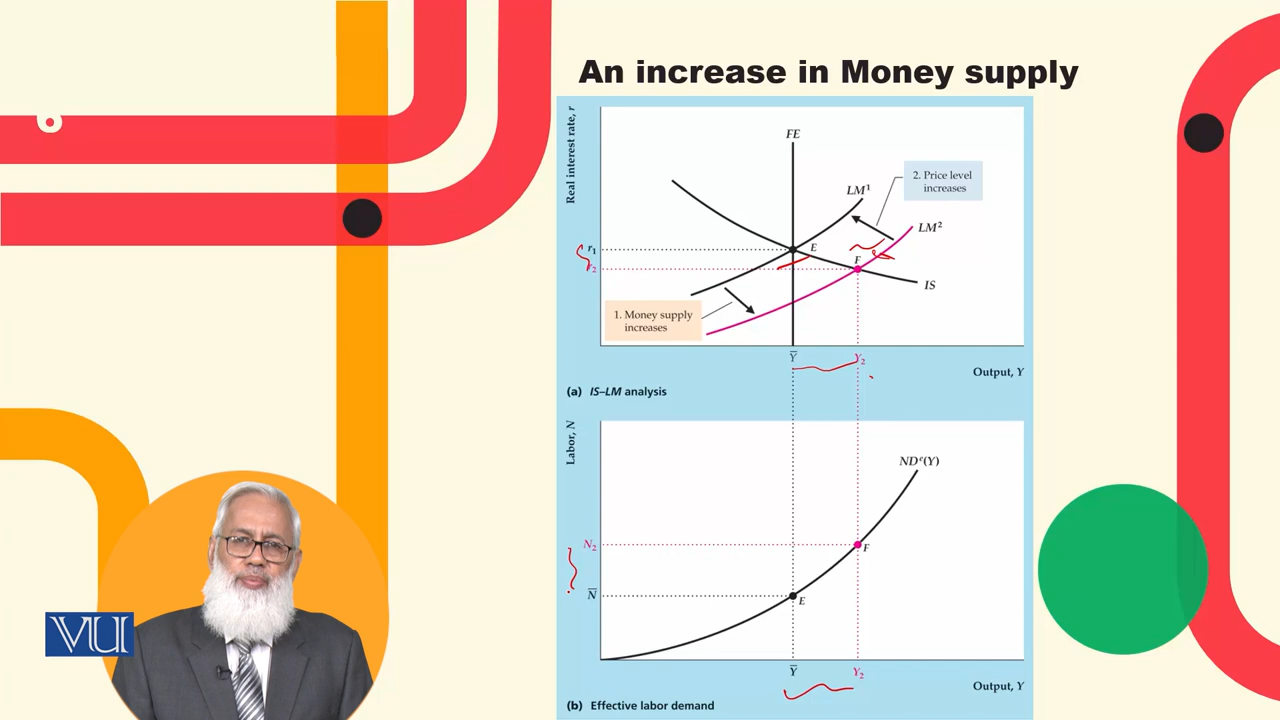 An increase in Money supply
Real interest rate, r
FE
LM¹
2. Price level
increases
LM²
r₁
E
r₂
F
IS
1. Money supply
increases
Y̅
Y₂
Output, Y
(a) IS–LM analysis
Labor, N
NDᵉ(Y)
N₂
F
N̅
E
Y̅
Y₂
Output, Y
(b) Effective labor demand
VU